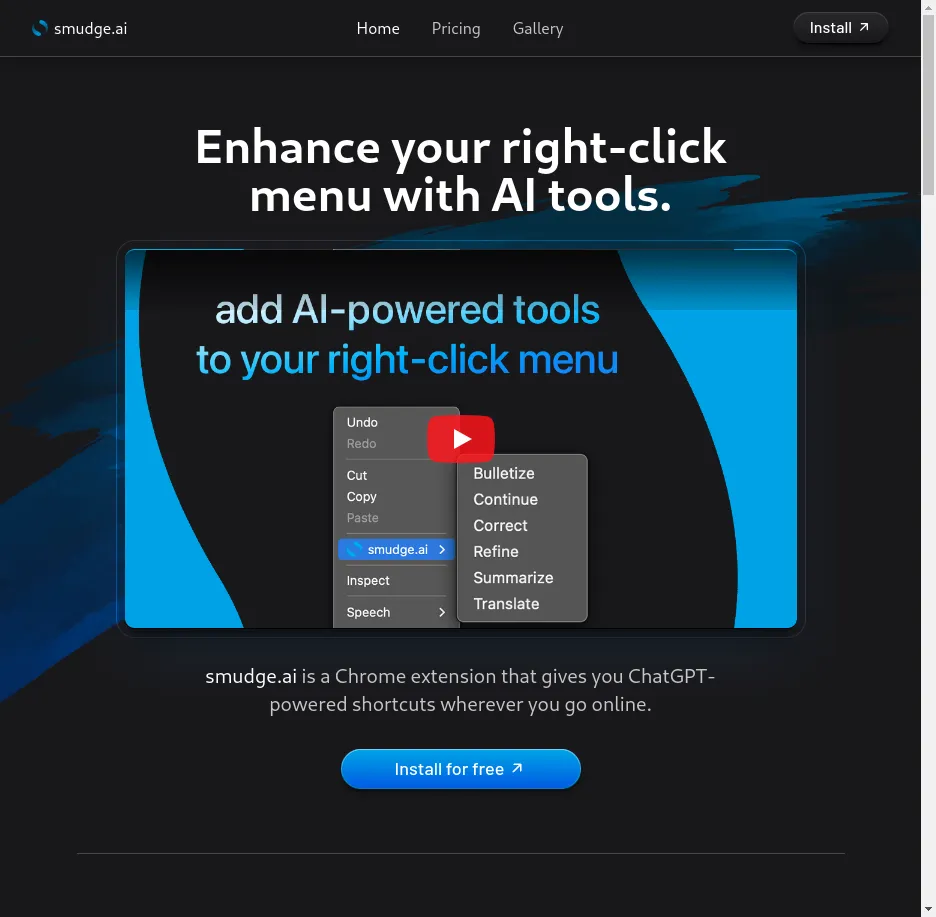 smudge.ai
Home
Pricing
Gallery
Install
Enhance your right-click
menu with AI tools.
add AI-powered tools
to your right-click menu
Undo
Redo
Cut
Copy
Paste
smudge.ai
Inspect
Speech
Bulletize
Continue
Correct
Refine
Summarize
Translate
smudge.ai is a Chrome extension that gives you ChatGPT-
powered shortcuts wherever you go online.
Install for free